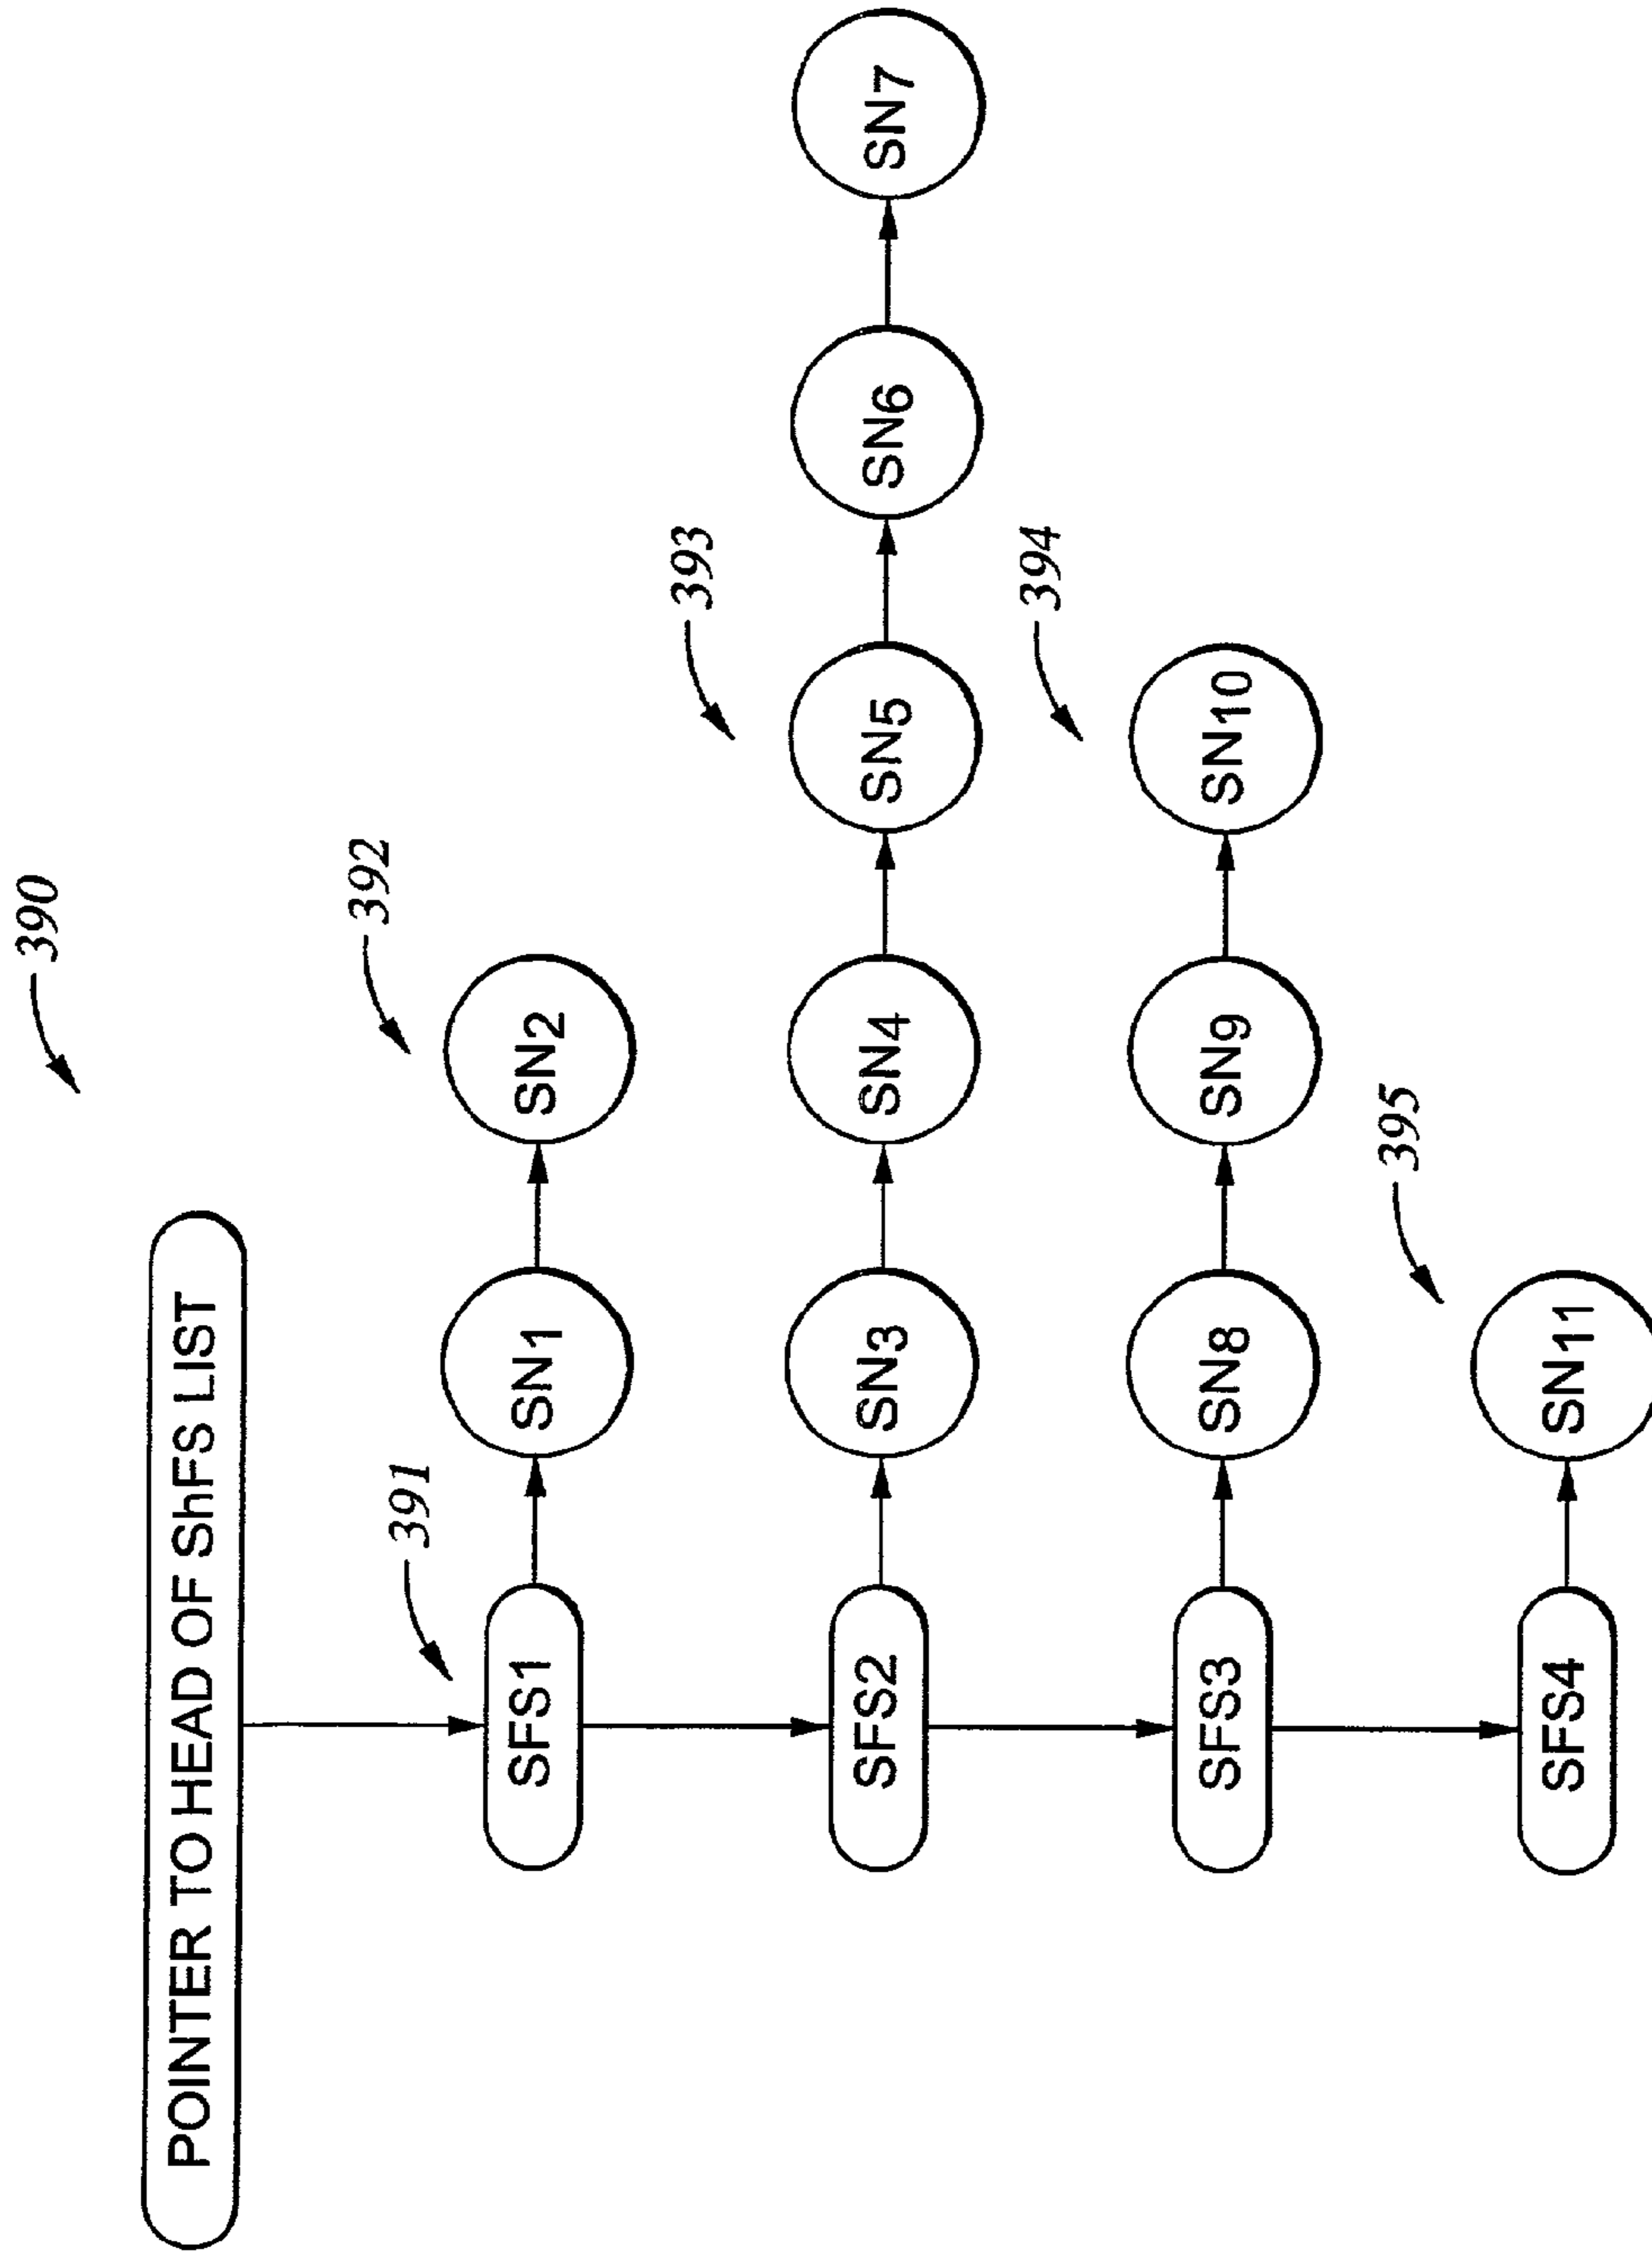 390
POINTER TO HEAD OF ShFS LIST
391
392
SFS1
SN1
SN2
393
SFS2
SN3
SN4
SN5
SN6
SN7
394
SFS3
SN8
SN9
SN10
395
SFS4
SN11